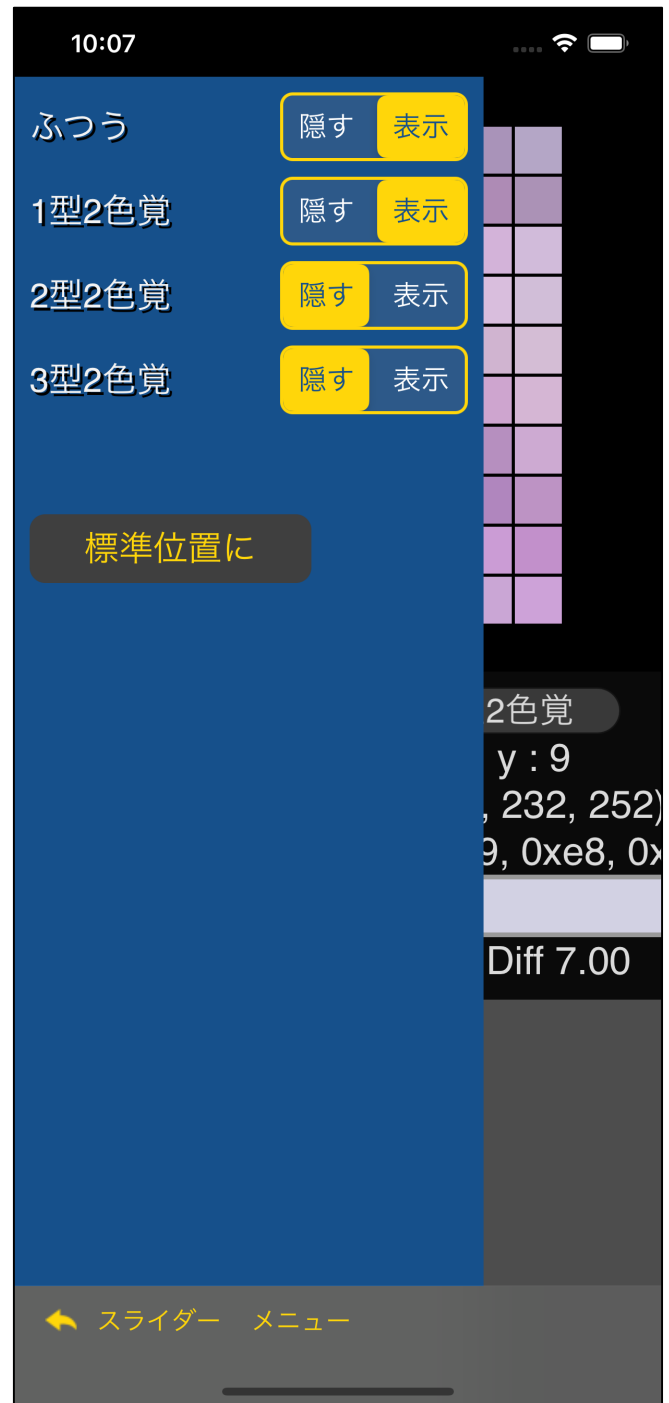 10:07
ふつう 隠す 表示
1型2色覚 隠す 表示
2型2色覚 隠す 表示
3型2色覚 隠す 表示
標準位置に
2色覚
y : 9
, 232, 252)
9, 0xe8, 0x
Diff 7.00
スライダー メニュー